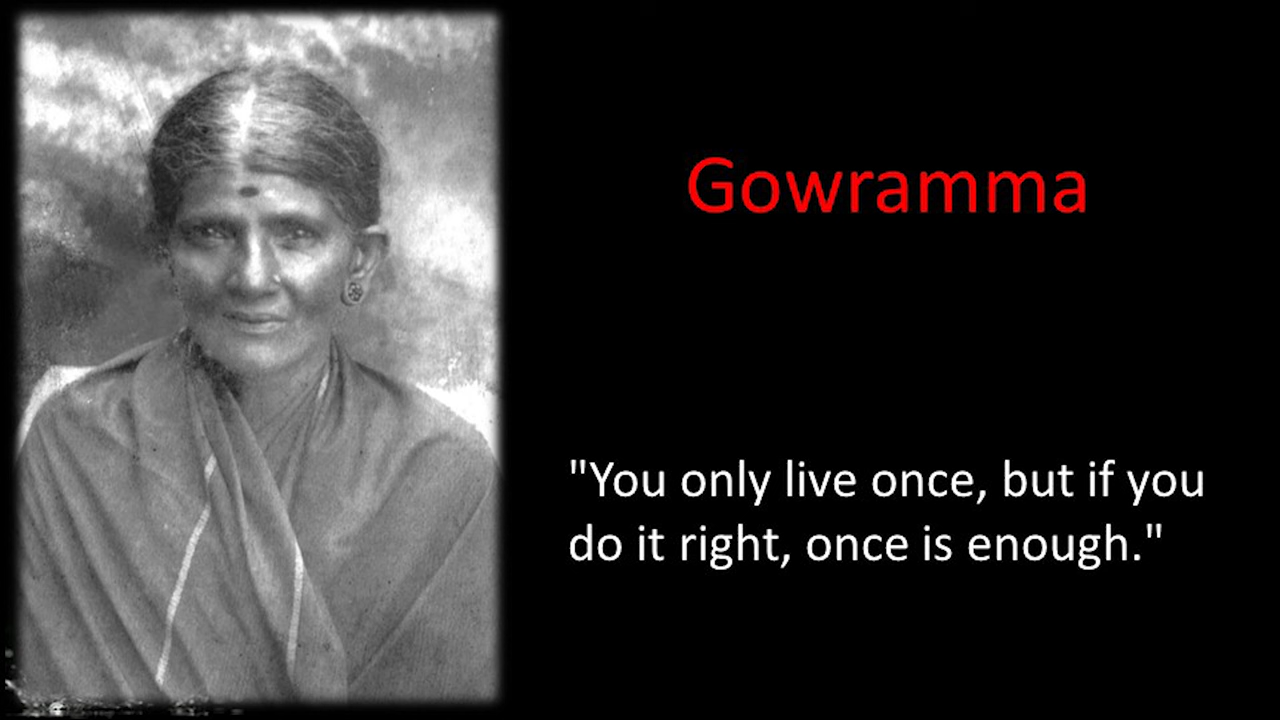 Gowramma
"You only live once, but if you
do it right, once is enough."